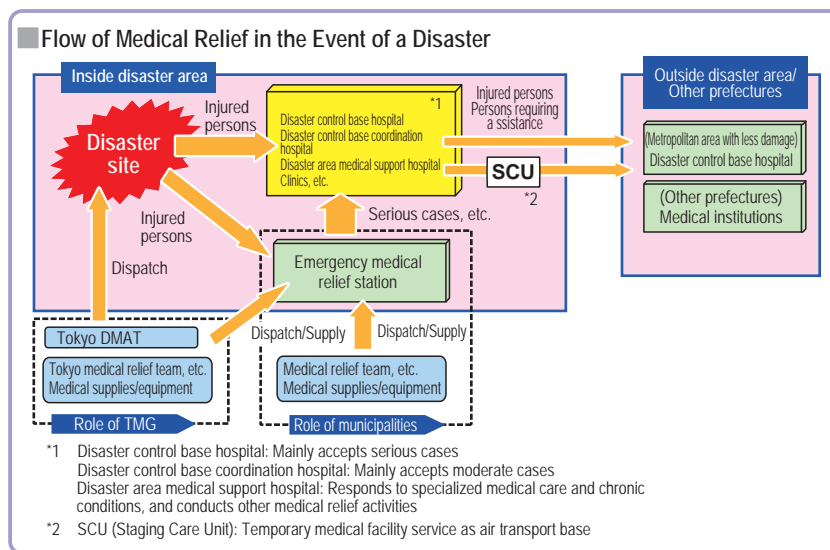 Flow of Medical Relief in the Event of a Disaster
Inside disaster area
Outside disaster area/
Other prefectures
Disaster
site
Injured
persons
*1
Disaster control base hospital
Disaster control base coordination
hospital
Disaster area medical support hospital
Clinics, etc.
Injured persons
Persons requiring
a sistance
SCU
*2
(Metropolitan area with less damage)
Disaster control base hospital
(Other prefectures)
Medical institutions
Injured
persons
Serious cases, etc.
Dispatch
Emergency medical
relief station
Dispatch/Supply
Dispatch/Supply
Tokyo DMAT
Tokyo medical relief team, etc.
Medical supplies/equipment
Medical relief team, etc.
Medical supplies/equipment
Role of TMG
Role of municipalities
*1 Disaster control base hospital: Mainly accepts serious cases
Disaster control base coordination hospital: Mainly accepts moderate cases
Disaster area medical support hospital: Responds to specialized medical care and chronic
conditions, and conducts other medical relief activities
*2 SCU (Staging Care Unit): Temporary medical facility service as air transport base